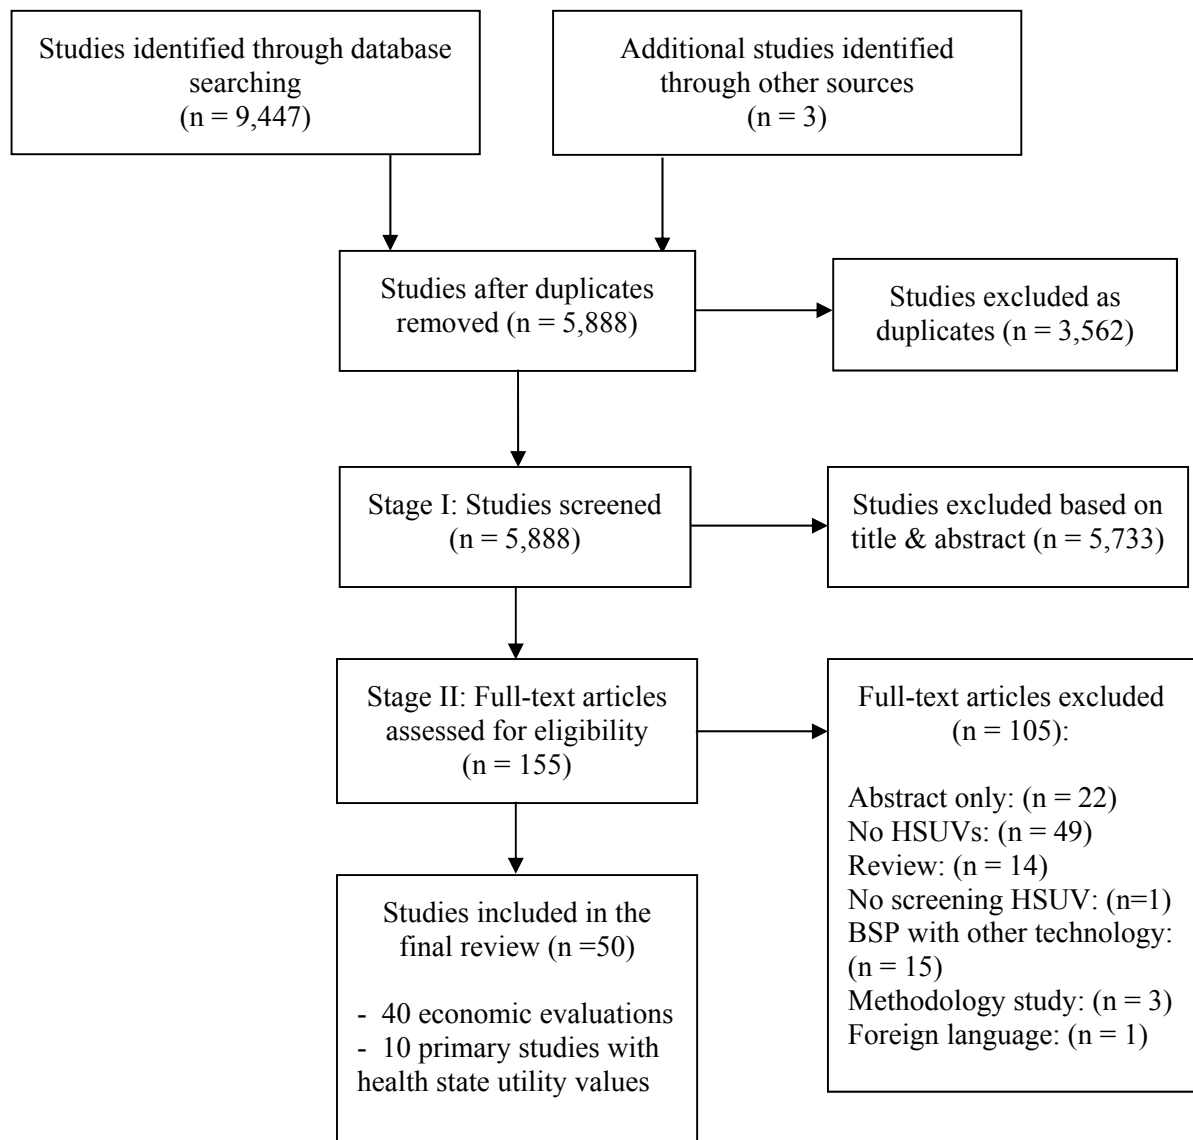 Studies identified through database
searching
(n = 9,447)
Additional studies identified
through other sources
(n = 3)
Studies after duplicates
removed (n = 5,888)
Studies excluded as
duplicates (n = 3,562)
Stage I: Studies screened
(n = 5,888)
Studies excluded based on
title & abstract (n = 5,733)
Stage II: Full-text articles
assessed for eligibility
(n = 155)
Full-text articles excluded
(n = 105):
Abstract only: (n = 22)
No HSUVs: (n = 49)
Review: (n = 14)
No screening HSUV: (n=1)
BSP with other technology:
(n = 15)
Methodology study: (n = 3)
Foreign language: (n = 1)
Studies included in the
final review (n =50)
- 40 economic evaluations
- 10 primary studies with
health state utility values